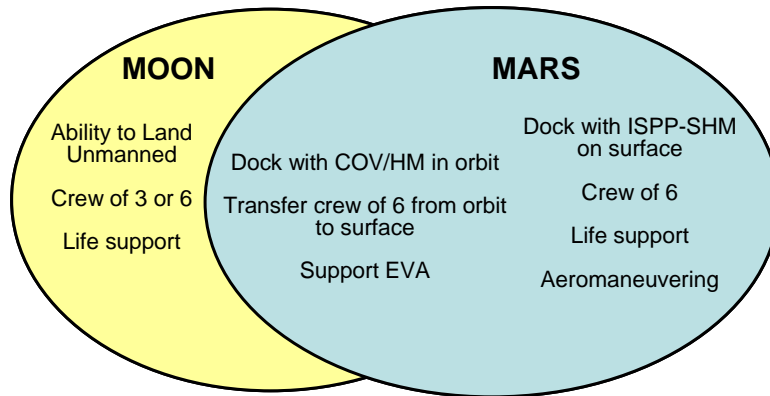 MOON
Ability to Land
Unmanned
Crew of 3 or 6
Life support
Dock with COV/HM in orbit
Transfer crew of 6 from orbit
to surface
Support EVA
MARS
Dock with ISPP-SHM
on surface
Crew of 6
Life support
Aeromaneuvering